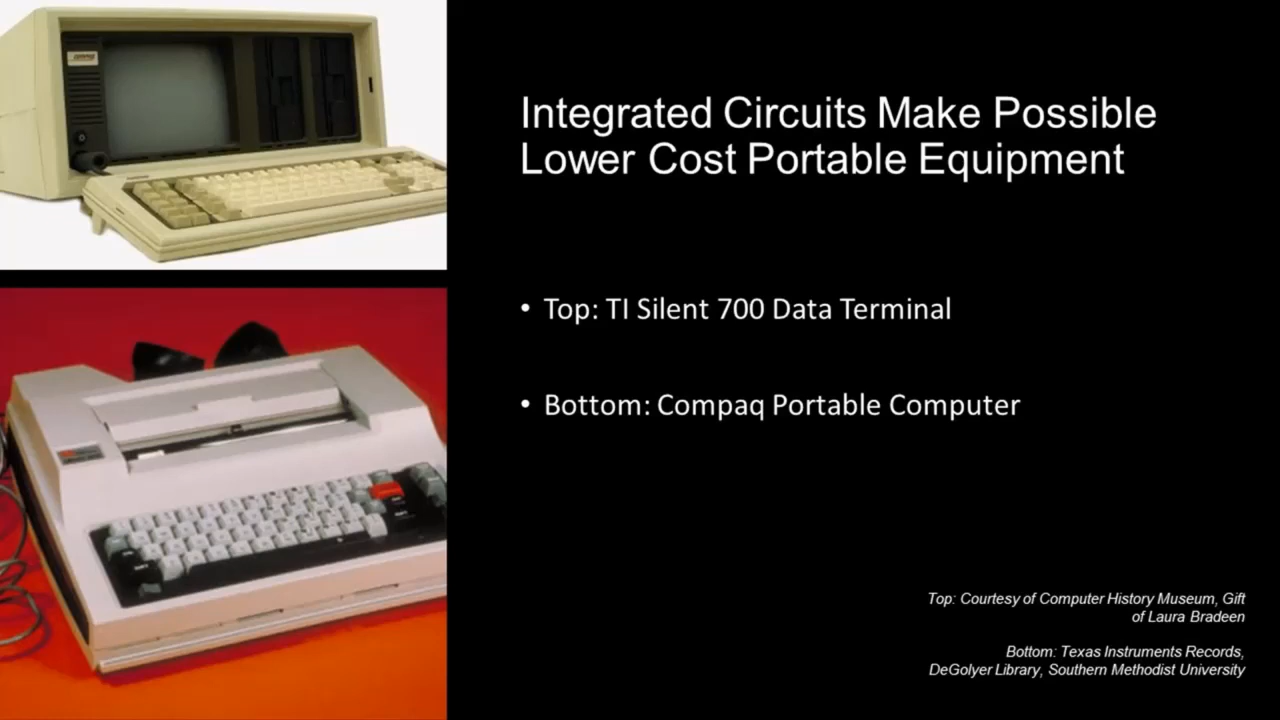 COMPAQ
Integrated Circuits Make Possible
Lower Cost Portable Equipment
• Top: TI Silent 700 Data Terminal
• Bottom: Compaq Portable Computer
Top: Courtesy of Computer History Museum, Gift
of Laura Bradeen
Bottom: Texas Instruments Records,
DeGolyer Library, Southern Methodist University